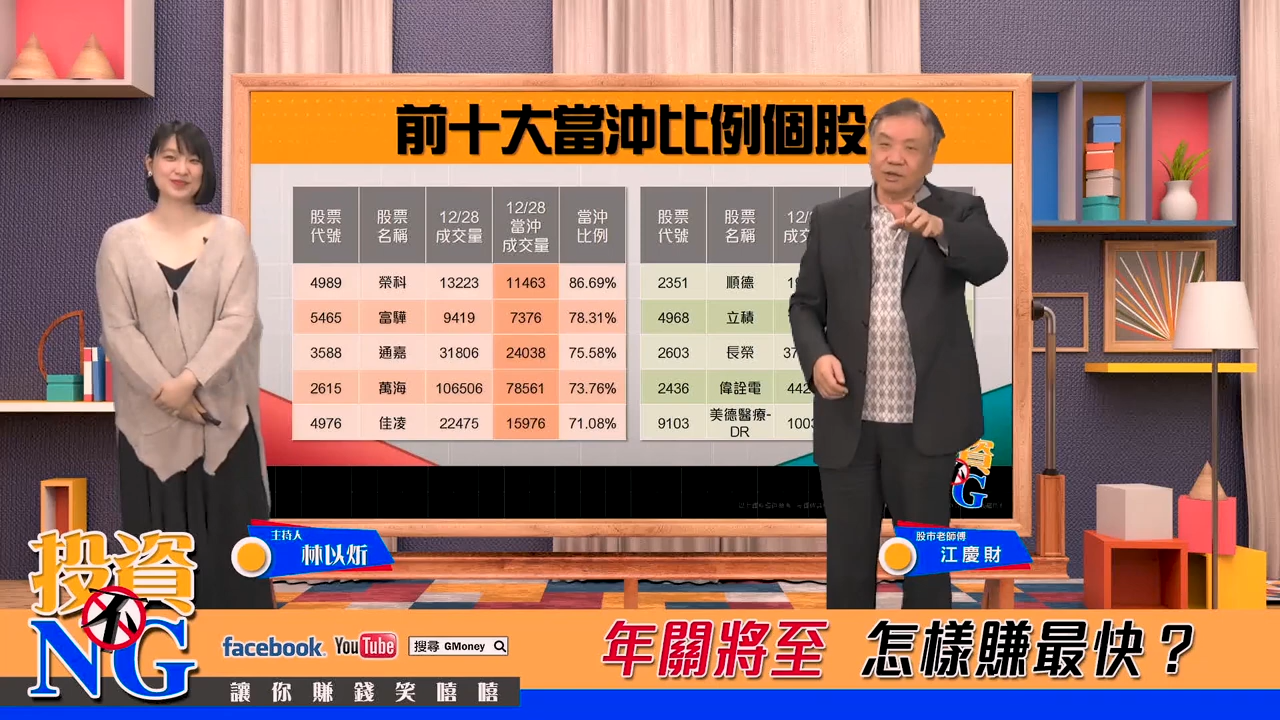 前十大當沖比例個股
股票代號 股票名稱 12/28成交量 12/28當沖成交量 當沖比例
4989 榮科 13223 11463 86.69%
5465 富驊 9419 7376 78.31%
3588 通嘉 31806 24038 75.58%
2615 萬海 106506 78561 73.76%
4976 佳凌 22475 15976 71.08%
股票代號 股票名稱
2351 順德
4968 立積
2603 長榮
2436 偉詮電
9103 美德醫療-DR
主持人
林以炘
股市老師傅
江慶財
投資不NG
facebook. YouTube 搜尋 GMoney
讓你賺錢笑嘻嘻
年關將至 怎樣賺最快？